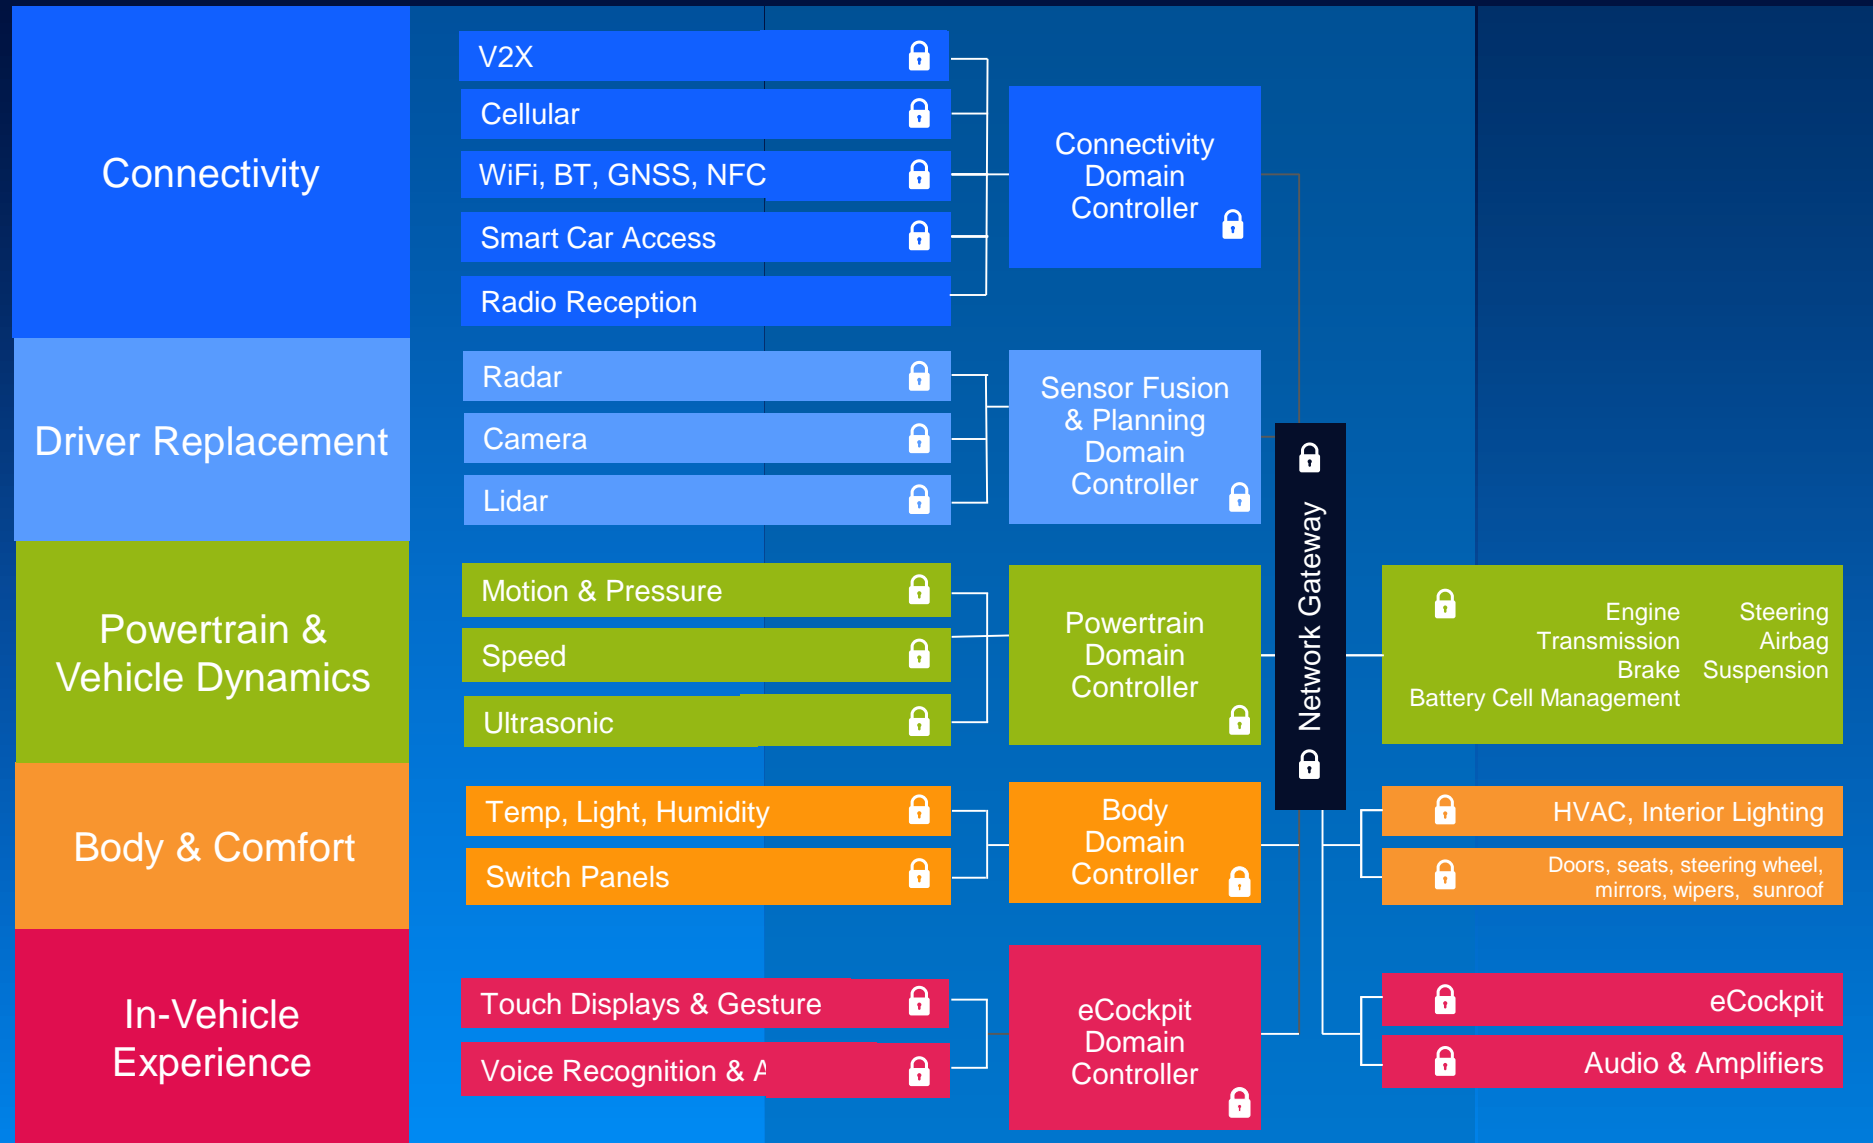 Connectivity
V2X
Cellular
WiFi, BT, GNSS, NFC
Smart Car Access
Radio Reception
Connectivity
Domain
Controller
Driver Replacement
Radar
Camera
Lidar
Sensor Fusion
& Planning
Domain
Controller
Network Gateway
Powertrain &
Vehicle Dynamics
Motion & Pressure
Speed
Ultrasonic
Powertrain
Domain
Controller
Engine Steering
Transmission Airbag
Brake Suspension
Battery Cell Management
Body & Comfort
Temp, Light, Humidity
Switch Panels
Body
Domain
Controller
HVAC, Interior Lighting
Doors, seats, steering wheel,
mirrors, wipers, sunroof
In-Vehicle
Experience
Touch Displays & Gesture
Voice Recognition &
eCockpit
Domain
Controller
eCockpit
Audio & Amplifiers